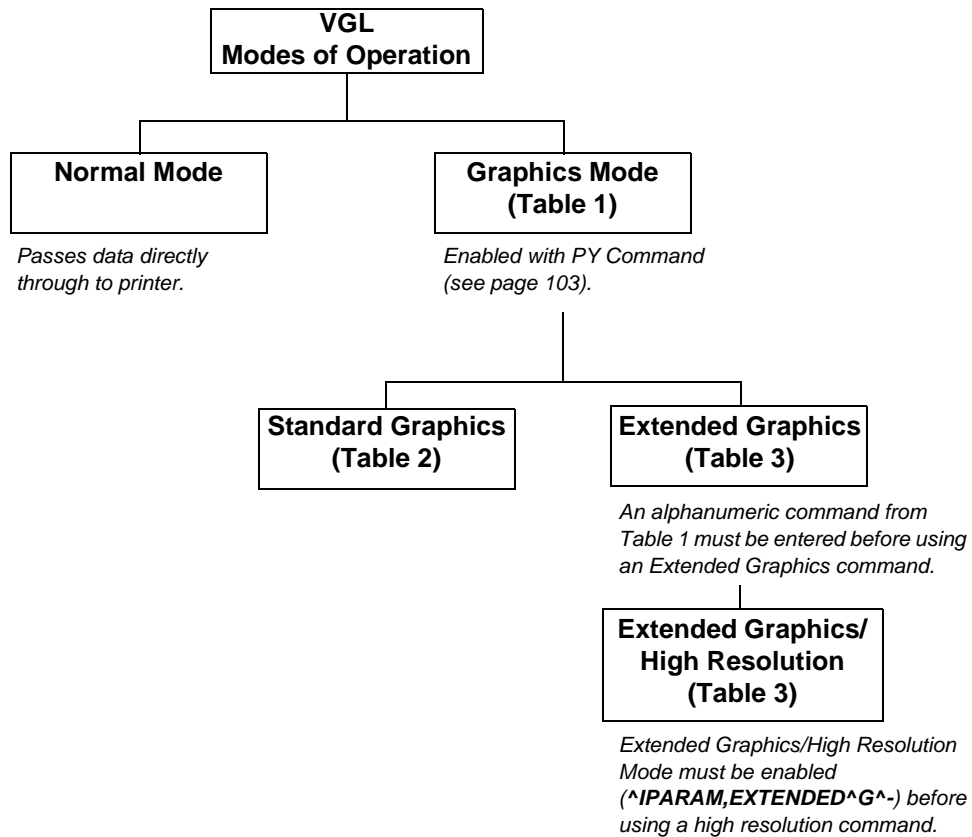 VGL
Modes of Operation
Normal Mode
Passes data directly
through to printer.
Graphics Mode
(Table 1)
Enabled with PY Command
(see page 103).
Standard Graphics
(Table 2)
Extended Graphics
(Table 3)
An alphanumeric command from
Table 1 must be entered before using
an Extended Graphics command.
Extended Graphics/
High Resolution
(Table 3)
Extended Graphics/High Resolution
Mode must be enabled
(^IPARAM,EXTENDED^G^-) before
using a high resolution command.